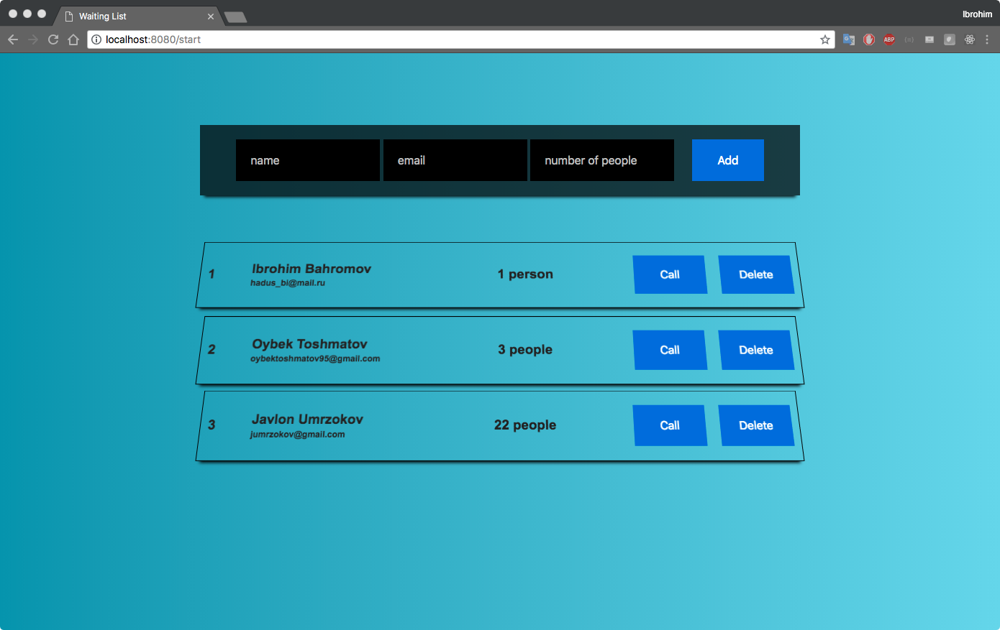 Waiting List
Ibrohim
localhost:8080/start
ABP
name email number of people Add
1 Ibrohim Bahromov 1 person Call Delete
hadus_bi@mail.ru
2 Oybek Toshmatov 3 people Call Delete
oybektoshmatov95@gmail.com
3 Javlon Umrzokov 22 people Call Delete
jumrzokov@gmail.com